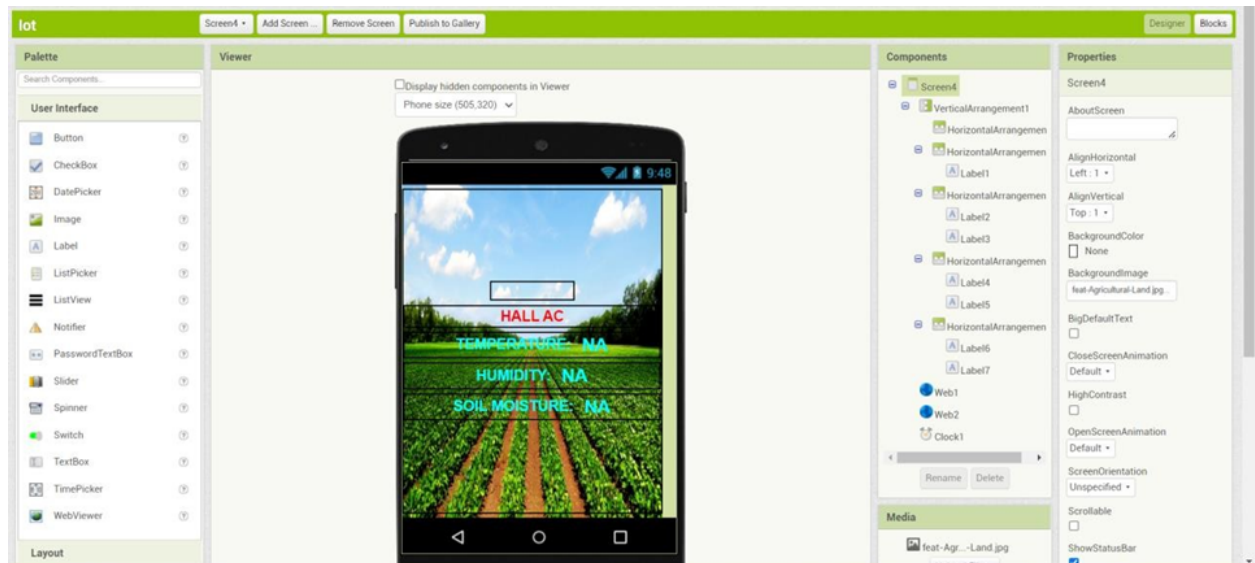 Iot
Screen4 Add Screen ... Remove Screen Publish to Gallery
Designer Blocks
Palette
Search Components...
User Interface
Button
CheckBox
DatePicker
Image
Label
ListPicker
ListView
Notifier
PasswordTextBox
Slider
Spinner
Switch
TextBox
TimePicker
WebViewer
Layout
Viewer
Display hidden components in Viewer
Phone size (505,320)
9:48
HALL AC
TEMPERATURE: NA
HUMIDITY: NA
SOIL MOISTURE: NA
Components
Screen4
VerticalArrangement1
HorizontalArrangemen
HorizontalArrangemen
Label1
HorizontalArrangemen
Label2
Label3
HorizontalArrangemen
Label4
Label5
HorizontalArrangemen
Label6
Label7
Web1
Web2
Clock1
Rename Delete
Media
feat-Agr...-Land.jpg
Properties
Screen4
AboutScreen
AlignHorizontal
Left : 1
AlignVertical
Top : 1
BackgroundColor
None
BackgroundImage
feat-Agricultural-Land.jpg...
BigDefaultText
CloseScreenAnimation
Default
HighContrast
OpenScreenAnimation
Default
ScreenOrientation
Unspecified
Scrollable
ShowStatusBar